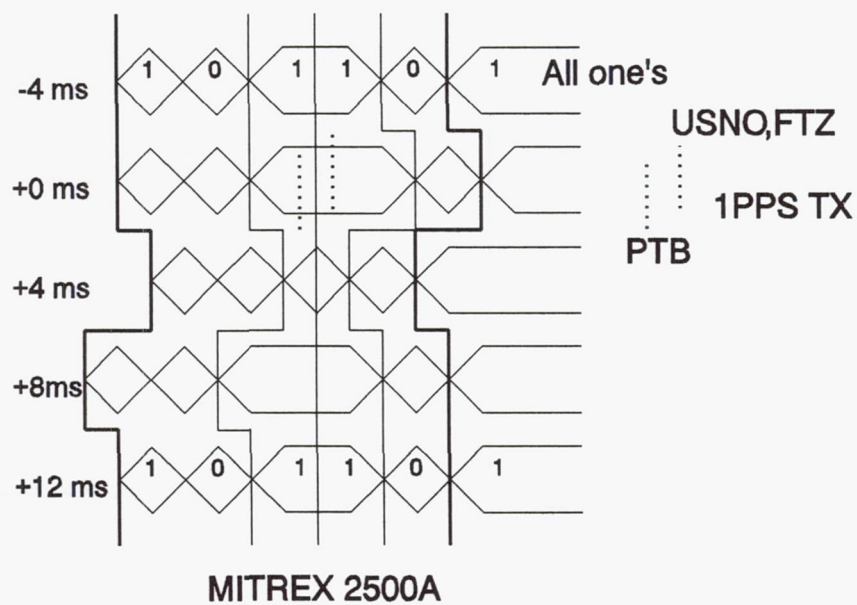 -4 ms 1 0 1 1 0 1 All one's
USNO,FTZ
+0 ms
1PPS TX
PTB
+4 ms
+8ms
+12 ms 1 0 1 1 0 1
MITREX 2500A